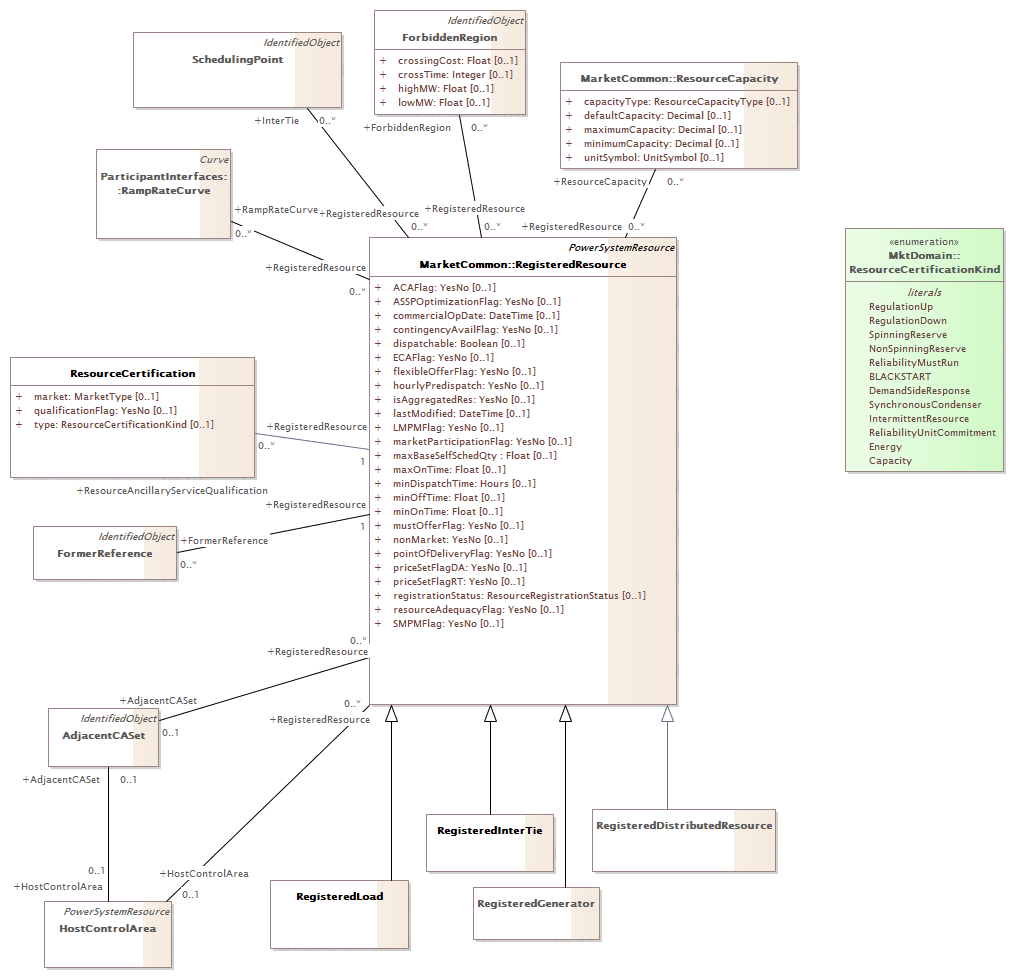 IdentifiedObject
SchedulingPoint
IdentifiedObject
ForbiddenRegion
+ crossingCost: Float [0..1]
+ crossTime: Integer [0..1]
+ highMW: Float [0..1]
+ lowMW: Float [0..1]
MarketCommon::ResourceCapacity
+ capacityType: ResourceCapacityType [0..1]
+ defaultCapacity: Decimal [0..1]
+ maximumCapacity: Decimal [0..1]
+ minimumCapacity: Decimal [0..1]
+ unitSymbol: UnitSymbol [0..1]
+InterTie 0..*
+ForbiddenRegion 0..*
+ResourceCapacity 0..*
Curve
ParticipantInterfaces:
:RampRateCurve
+RampRateCurve
0..*
+RegisteredResource
0..*
+RegisteredResource
0..*
+RegisteredResource 0..*
+RegisteredResource
0..*
PowerSystemResource
MarketCommon::RegisteredResource
+ ACAFlag: YesNo [0..1]
+ ASSPOptimizationFlag: YesNo [0..1]
+ commercialOpDate: DateTime [0..1]
+ contingencyAvailFlag: YesNo [0..1]
+ dispatchable: Boolean [0..1]
+ ECAFlag: YesNo [0..1]
+ flexibleOfferFlag: YesNo [0..1]
+ hourlyPredispatch: YesNo [0..1]
+ isAggregatedRes: YesNo [0..1]
+ lastModified: DateTime [0..1]
+ LMPMFlag: YesNo [0..1]
+ marketParticipationFlag: YesNo [0..1]
+ maxBaseSelfSchedQty : Float [0..1]
+ maxOnTime: Float [0..1]
+ minDispatchTime: Hours [0..1]
+ minOffTime: Float [0..1]
+ minOnTime: Float [0..1]
+ mustOfferFlag: YesNo [0..1]
+ nonMarket: YesNo [0..1]
+ pointOfDeliveryFlag: YesNo [0..1]
+ priceSetFlagDA: YesNo [0..1]
+ priceSetFlagRT: YesNo [0..1]
+ registrationStatus: ResourceRegistrationStatus [0..1]
+ resourceAdequacyFlag: YesNo [0..1]
+ SMPMFlag: YesNo [0..1]
«enumeration»
MktDomain::
ResourceCertificationKind
literals
RegulationUp
RegulationDown
SpinningReserve
NonSpinningReserve
ReliabilityMustRun
BLACKSTART
DemandSideResponse
SynchronousCondenser
IntermittentResource
ReliabilityUnitCommitment
Energy
Capacity
ResourceCertification
+ market: MarketType [0..1]
+ qualificationFlag: YesNo [0..1]
+ type: ResourceCertificationKind [0..1]
+RegisteredResource
0..*
1
+ResourceAncillaryServiceQualification
+RegisteredResource
1
IdentifiedObject
FormerReference
+FormerReference
0..*
0..*
+RegisteredResource
+AdjacentCASet
0..1
IdentifiedObject
AdjacentCASet
0..*
+RegisteredResource
+AdjacentCASet 0..1
0..1
+HostControlArea
+HostControlArea
0..1
PowerSystemResource
HostControlArea
RegisteredInterTie
RegisteredDistributedResource
RegisteredLoad
RegisteredGenerator